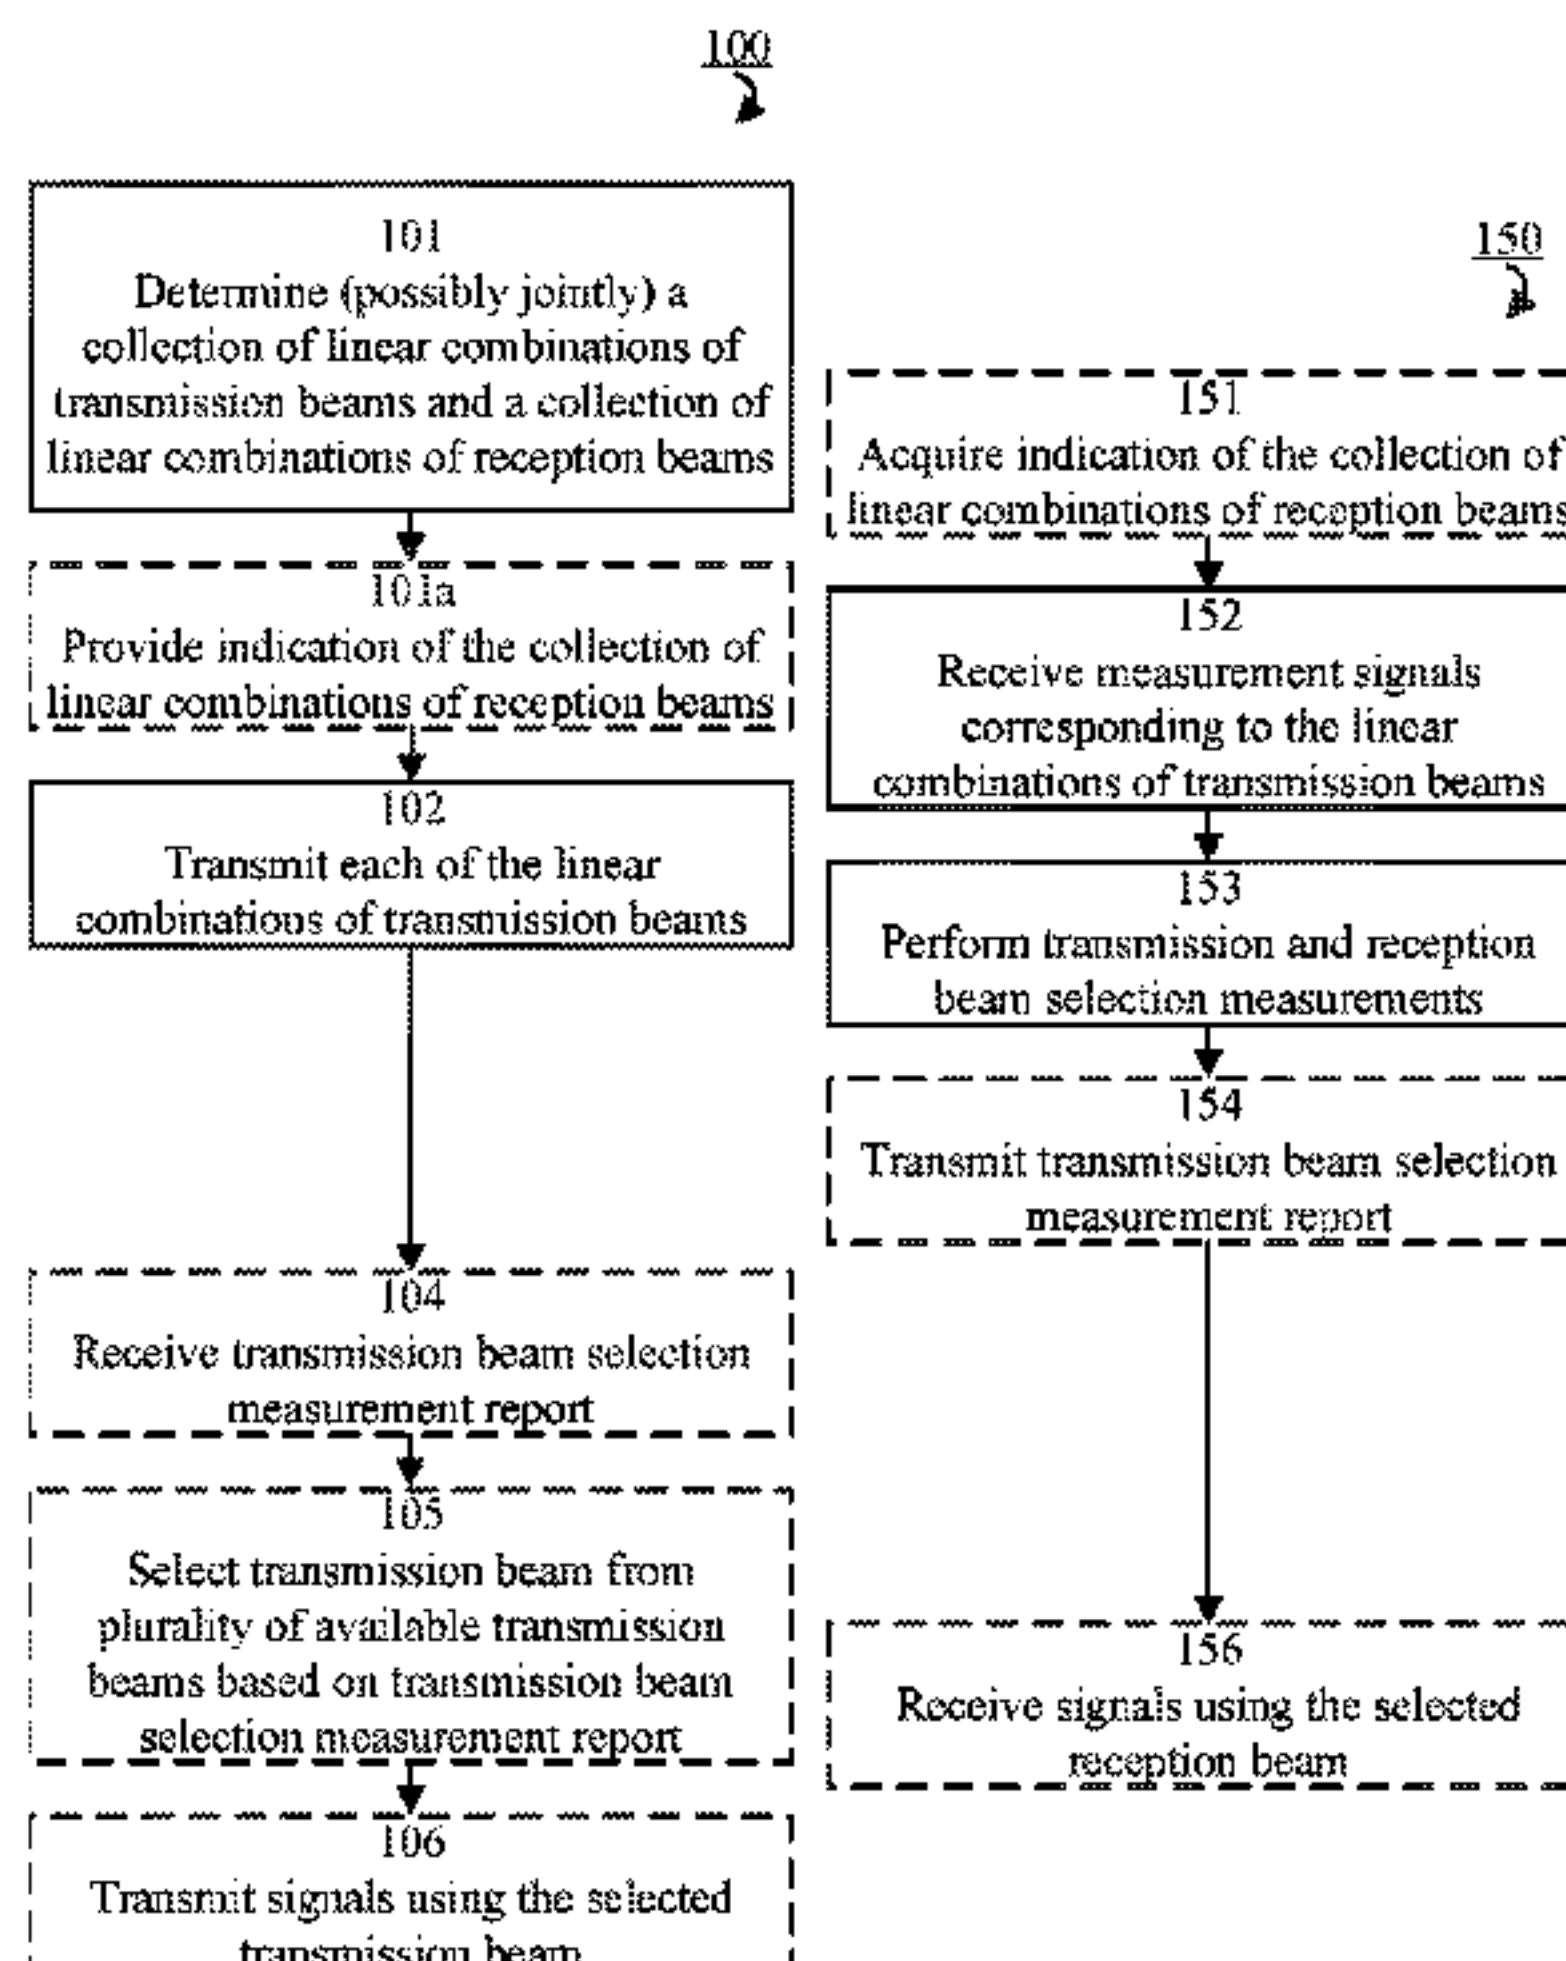 100
101
Determine (possibly jointly) a
collection of linear combinations of
transmission beams and a collection of
linear combinations of reception beams
101a
Provide indication of the collection of
linear combinations of reception beams
102
Transmit each of the linear
combinations of transmission beams
104
Receive transmission beam selection
measurement report
105
Select transmission beam from
plurality of available transmission
beams based on transmission beam
selection measurement report
106
Transmit signals using the selected
transmission beam
150
151
Acquire indication of the collection of
linear combinations of reception beams
152
Receive measurement signals
corresponding to the linear
combinations of transmission beams
153
Perform transmission and reception
beam selection measurements
154
Transmit transmission beam selection
measurement report
156
Receive signals using the selected
reception beam